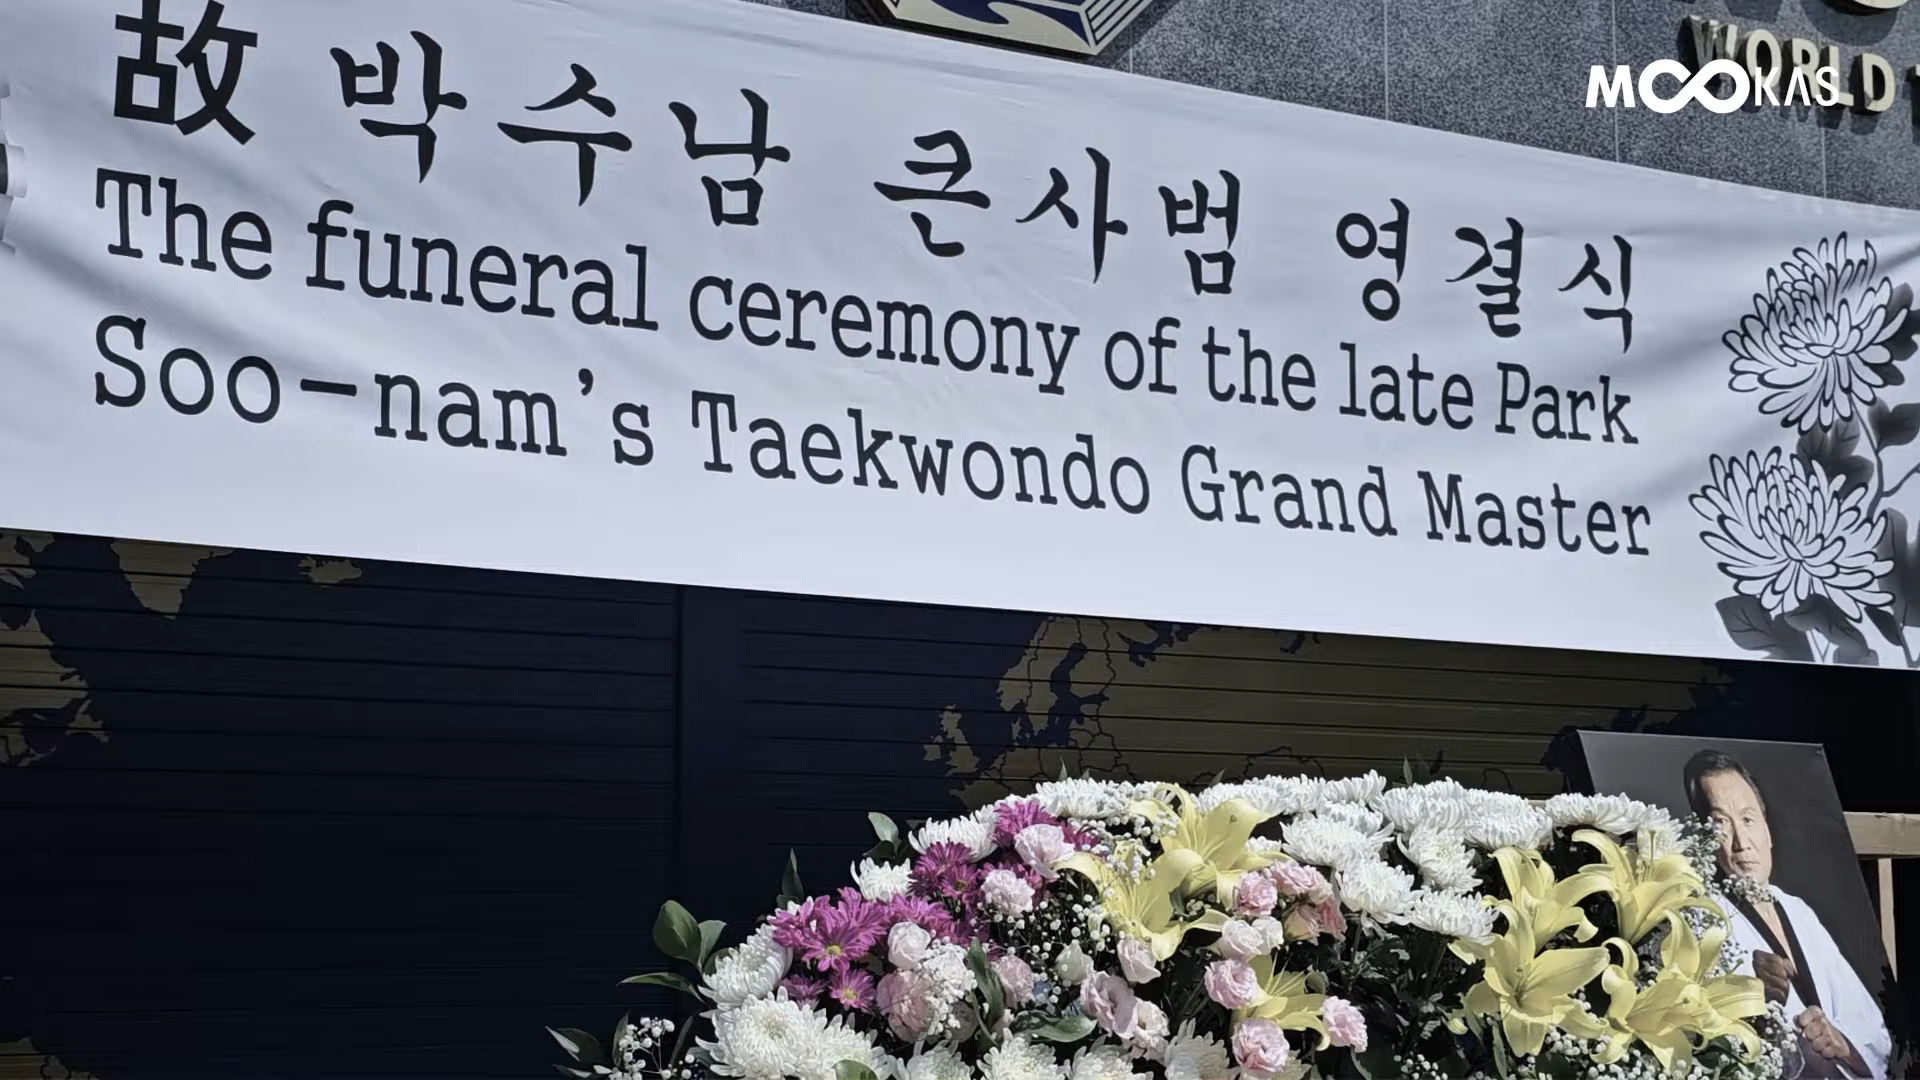 WORLD
MOOKAS
故 박수남 큰사범 영결식
The funeral ceremony of the late Park
Soo-nam's Taekwondo Grand Master